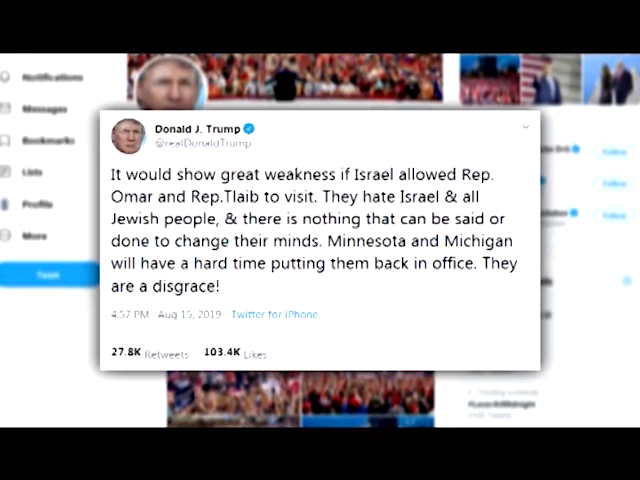 Notifications
Messages
Bookmarks
Lists
Profile
More
Tweet
Donald J. Trump
@realDonaldTrump
It would show great weakness if Israel allowed Rep.
Omar and Rep.Tlaib to visit. They hate Israel & all
Jewish people, & there is nothing that can be said or
done to change their minds. Minnesota and Michigan
will have a hard time putting them back in office. They
are a disgrace!
4:57 PM Aug 15, 2019 Twitter for iPhone
27.8K Retweets 103.4K Likes
Follow
Follow
Follow